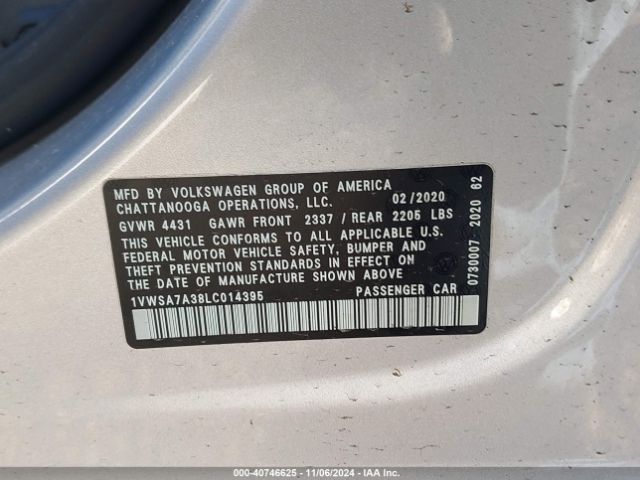 MFD BY VOLKSWAGEN GROUP OF AMERICA
CHATTANOOGA OPERATIONS, LLC. 02/2020
GVWR 4431 GAWR FRONT 2337 / REAR 2205 LBS
THIS VEHICLE CONFORMS TO ALL APPLICABLE U.S.
FEDERAL MOTOR VEHICLE SAFETY, BUMPER AND
THEFT PREVENTION STANDARDS IN EFFECT ON
THE DATE OF MANUFACTURE SHOWN ABOVE
1VWSA7A38LC014395 PASSENGER CAR
0730007 2020 62
000-40746625 - 11/06/2024 - IAA Inc.